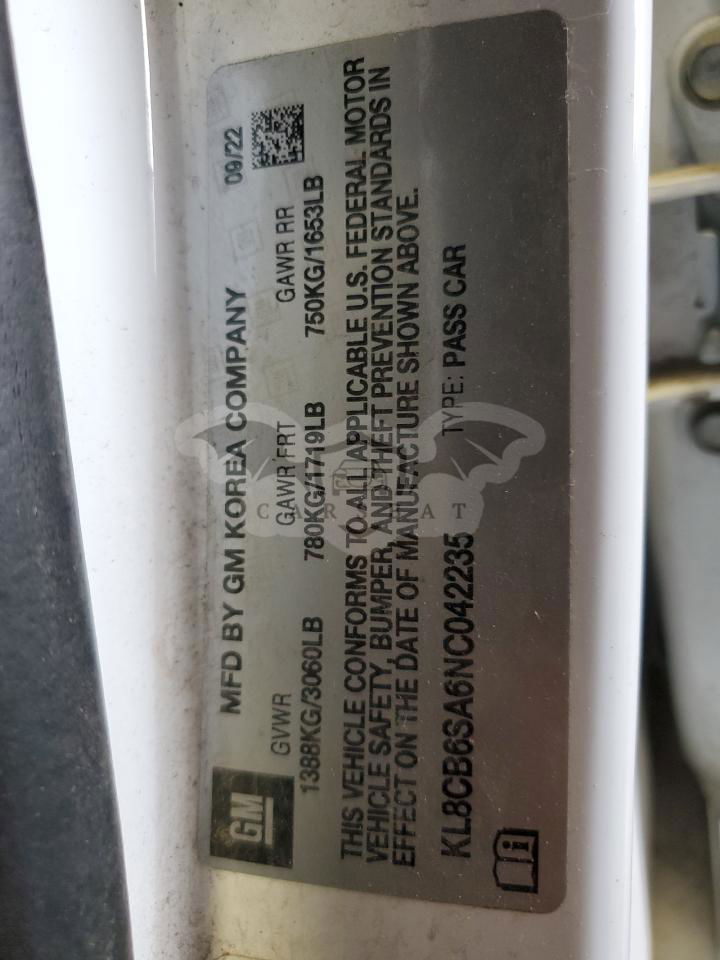 MFD BY GM KOREA COMPANY 09/22
GM
GVWR GAWR FRT GAWR RR
1388KG/3060LB 780KG/1719LB 750KG/1653LB
THIS VEHICLE CONFORMS TO ALL APPLICABLE U.S. FEDERAL MOTOR
VEHICLE SAFETY, BUMPER, AND THEFT PREVENTION STANDARDS IN
EFFECT ON THE DATE OF MANUFACTURE SHOWN ABOVE.
KL8CB6SA6NC042235 TYPE: PASS CAR